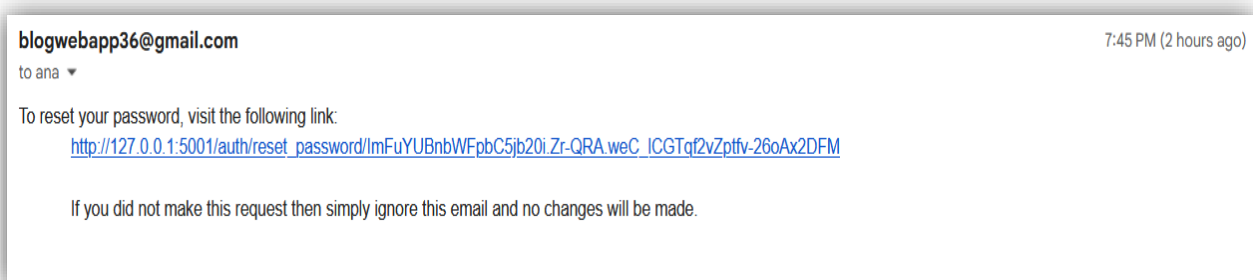 blogwebapp36@gmail.com 7:45 PM (2 hours ago)
to ana
To reset your password, visit the following link:
http://127.0.0.1:5001/auth/reset_password/ImFuYUBnbWFpbC5jb20i.Zr-QRA.weC_ICGTqf2vZptfv-26oAx2DFM
If you did not make this request then simply ignore this email and no changes will be made.